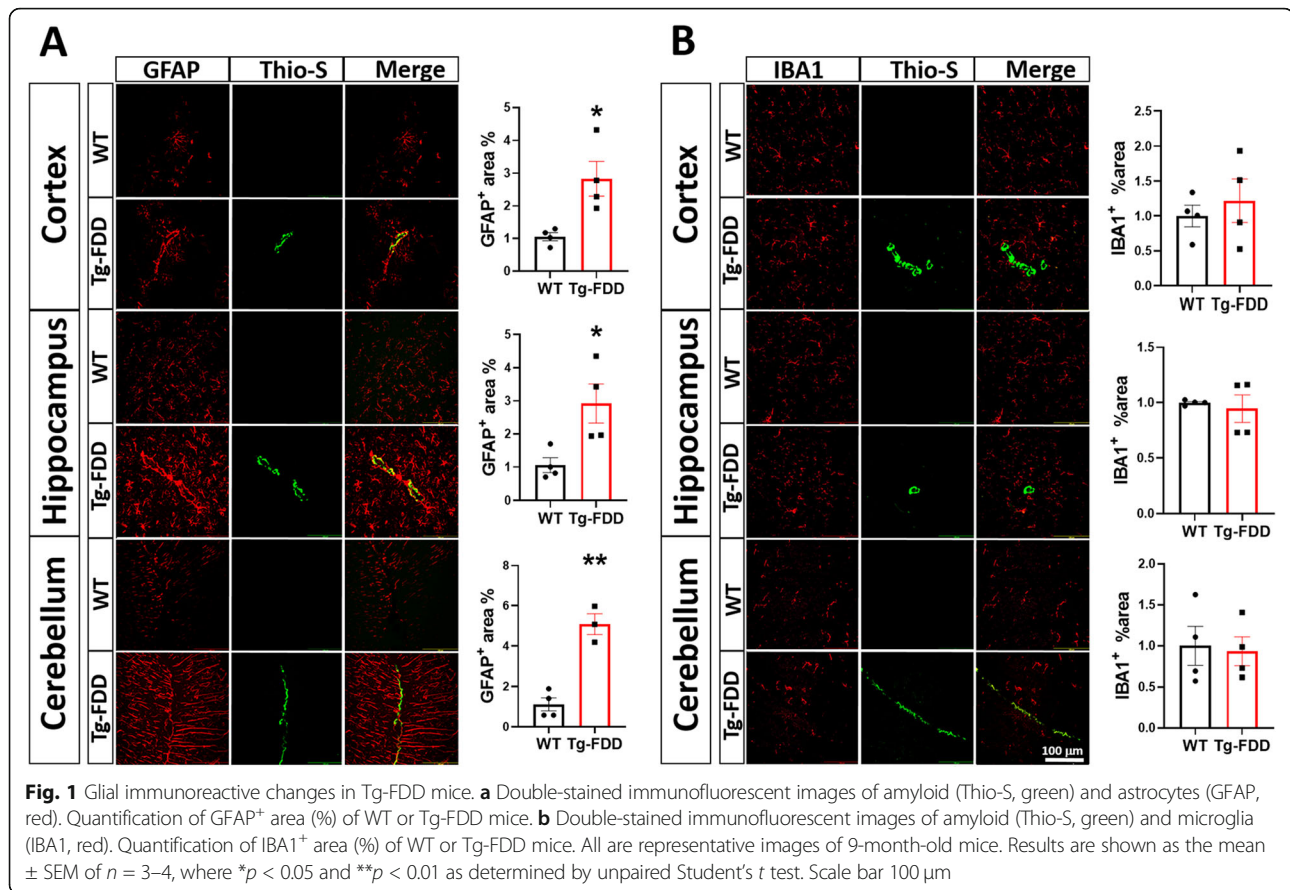 A
GFAP Thio-S Merge
Cortex
WT
Tg-FDD
Hippocampus
WT
Tg-FDD
Cerebellum
WT
Tg-FDD
GFAP+ area %
5
4
3
2
1
0
*
WT Tg-FDD
GFAP+ area %
5
4
3
2
1
0
*
WT Tg-FDD
GFAP+ area %
8
6
4
2
0
**
WT Tg-FDD
B
IBA1 Thio-S Merge
Cortex
WT
Tg-FDD
Hippocampus
WT
Tg-FDD
Cerebellum
WT
Tg-FDD
100 µm
IBA1+ %area
2.5
2.0
1.5
1.0
0.5
0.0
WT Tg-FDD
IBA1+ %area
1.5
1.0
0.5
0.0
WT Tg-FDD
IBA1+ %area
2.0
1.5
1.0
0.5
0.0
WT Tg-FDD
Fig. 1 Glial immunoreactive changes in Tg-FDD mice. a Double-stained immunofluorescent images of amyloid (Thio-S, green) and astrocytes (GFAP,
red). Quantification of GFAP+ area (%) of WT or Tg-FDD mice. b Double-stained immunofluorescent images of amyloid (Thio-S, green) and microglia
(IBA1, red). Quantification of IBA1+ area (%) of WT or Tg-FDD mice. All are representative images of 9-month-old mice. Results are shown as the mean
± SEM of n = 3–4, where *p < 0.05 and **p < 0.01 as determined by unpaired Student's t test. Scale bar 100 µm